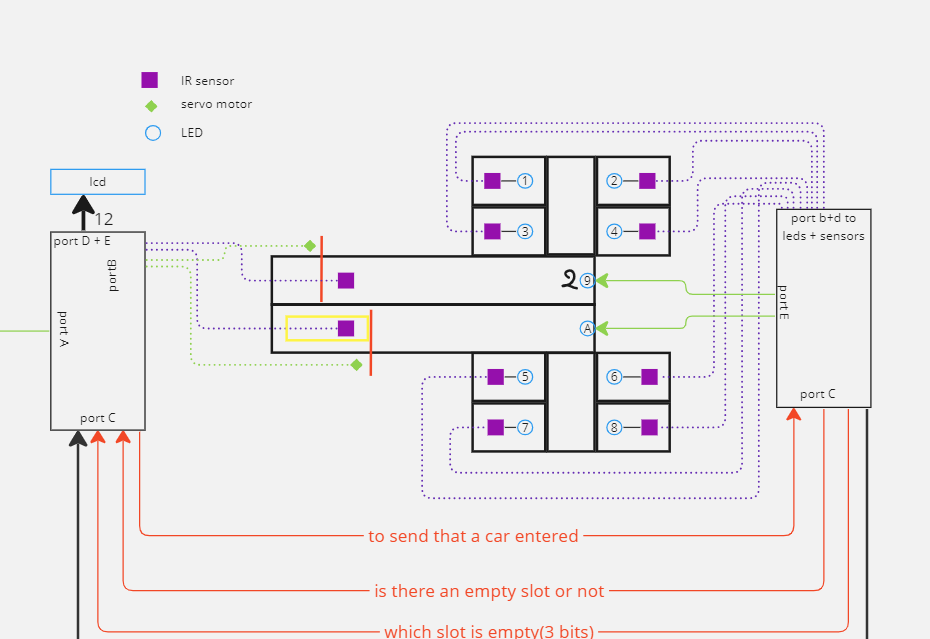 IR sensor
servo motor
LED
lcd
12
port D + E
portB
port A
port C
1
2
3
4
2
9
A
5
6
7
8
port b+d to
leds + sensors
port E
port C
to send that a car entered
is there an empty slot or not
which slot is empty(3 bits)